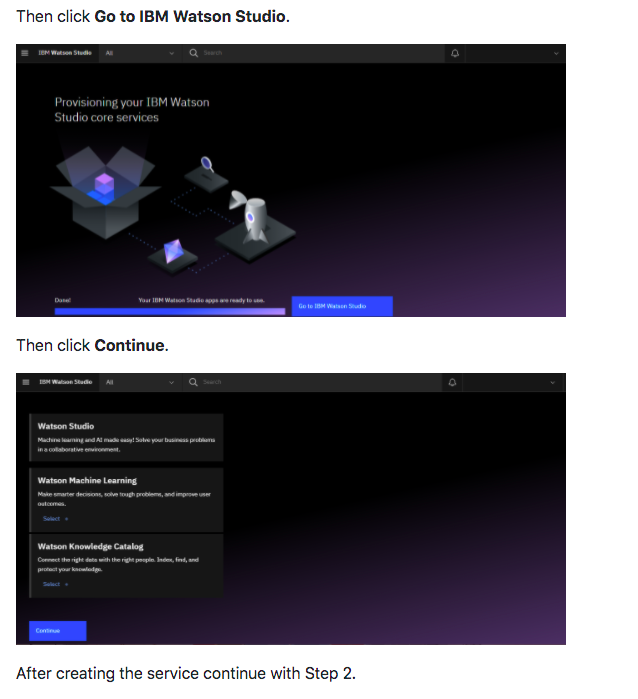 Then click Go to IBM Watson Studio.
IBM Watson Studio All Search
Provisioning your IBM Watson
Studio core services
Done! Your IBM Watson Studio apps are ready to use. Go to IBM Watson Studio
Then click Continue.
IBM Watson Studio All Search
Watson Studio
Machine learning and AI made easy! Solve your business problems
in a collaborative environment.
Watson Machine Learning
Make smarter decisions, solve tough problems, and improve user
outcomes.
Select +
Watson Knowledge Catalog
Connect the right data with the right people. Index, find, and
protect your knowledge.
Select +
Continue
After creating the service continue with Step 2.